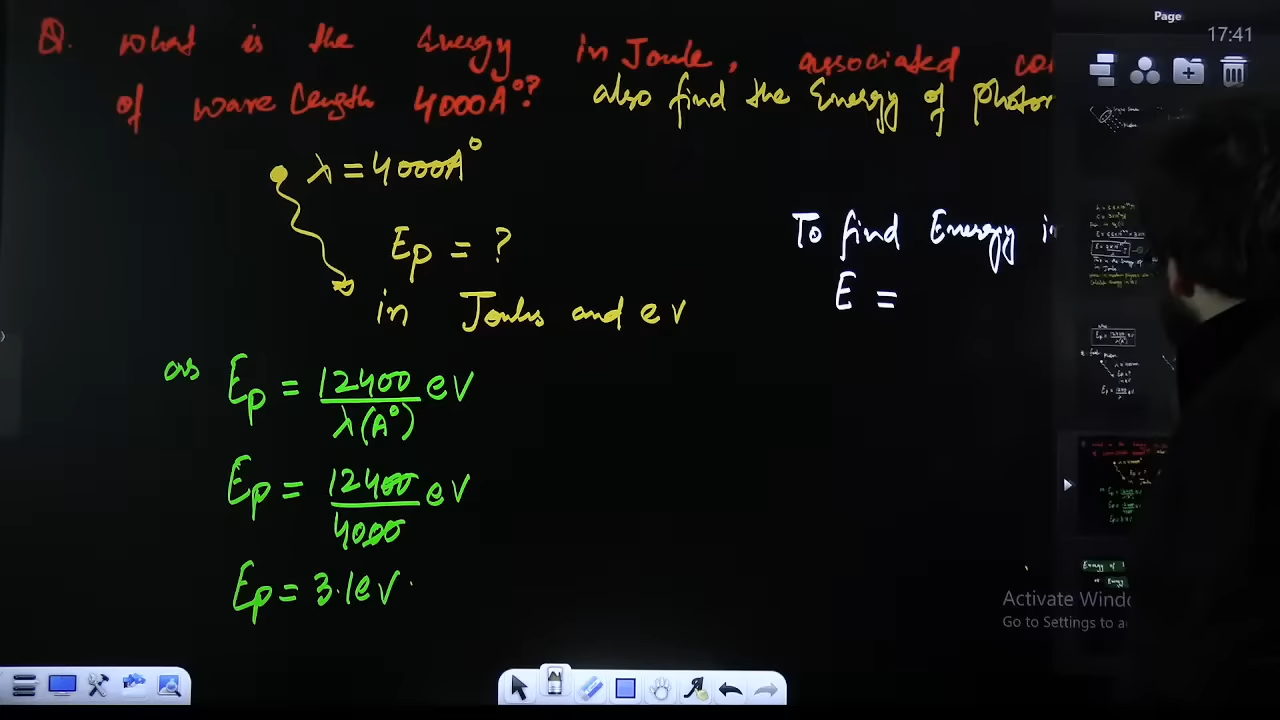 Page
17:41
Q. what is the Energy in Joule, associated
of wave length 4000A°? also find the Energy of photon
λ = 4000A°
Ep = ?
in Joules and eV
To find Energy in
E =
as Ep = 12400 eV
λ(A°)
Ep = 12400 eV
4000
Ep = 3.1eV.
Activate Windo
Go to Settings to a